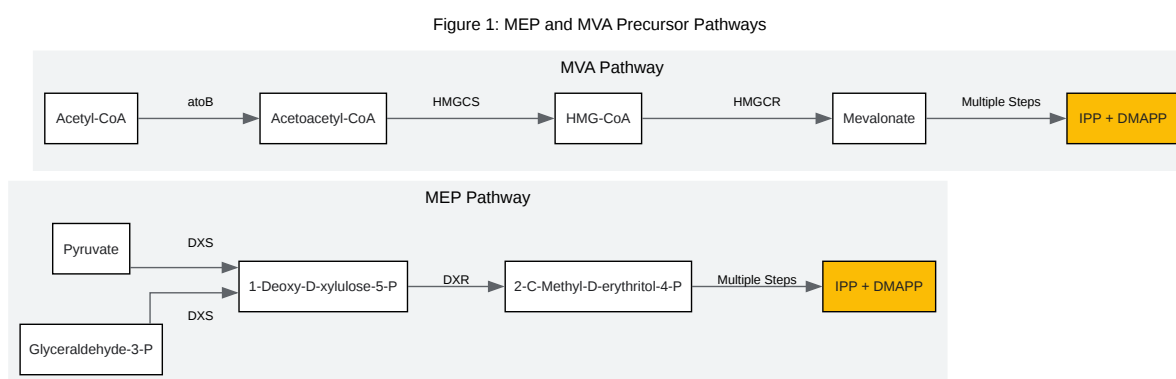 Figure 1: MEP and MVA Precursor Pathways
MVA Pathway
Acetyl-CoA
atoB
Acetoacetyl-CoA
HMGCS
HMG-CoA
HMGCR
Mevalonate
Multiple Steps
IPP + DMAPP
MEP Pathway
Pyruvate
DXS
Glyceraldehyde-3-P
DXS
1-Deoxy-D-xylulose-5-P
DXR
2-C-Methyl-D-erythritol-4-P
Multiple Steps
IPP + DMAPP